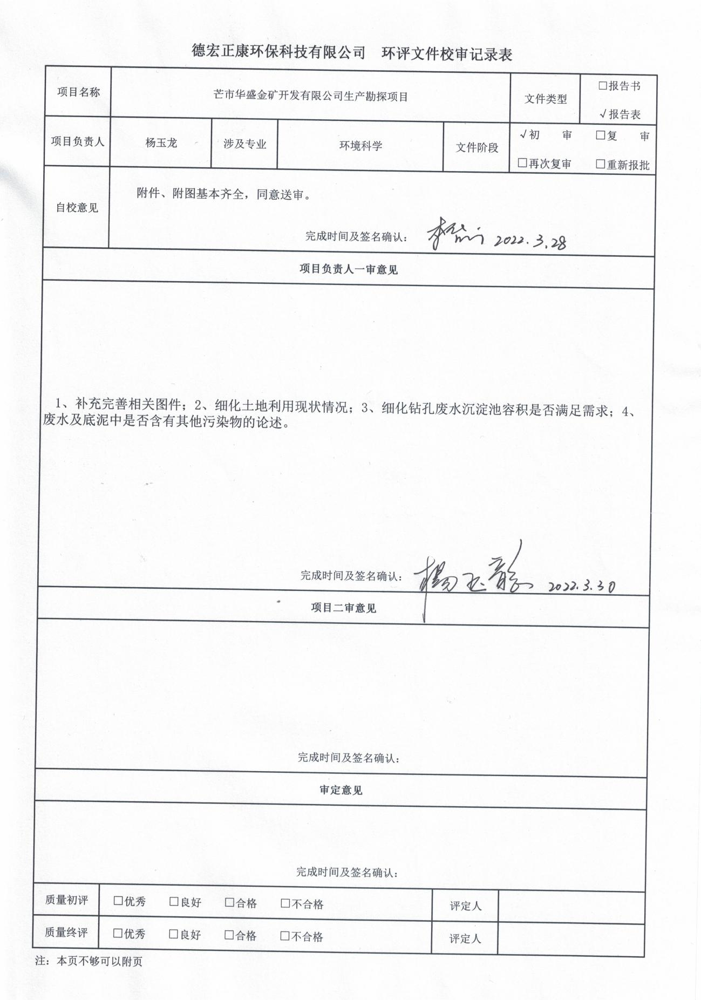 德宏正康环保科技有限公司 环评文件校审记录表
项目名称
芒市华盛金矿开发有限公司生产勘探项目
文件类型
□报告书
√报告表
项目负责人
杨玉龙
涉及专业
环境科学
文件阶段
√初 审 □复 审
□再次复审 □重新报批
自校意见
附件、附图基本齐全，同意送审。
完成时间及签名确认： 2022.3.28
项目负责人一审意见
1、补充完善相关图件；2、细化土地利用现状情况；3、细化钻孔废水沉淀池容积是否满足需求；4、
废水及底泥中是否含有其他污染物的论述。
完成时间及签名确认： 楊玉龍 2022.3.30
项目二审意见
完成时间及签名确认：
审定意见
完成时间及签名确认：
质量初评 □优秀 □良好 □合格 □不合格 评定人
质量终评 □优秀 □良好 □合格 □不合格 评定人
注：本页不够可以附页